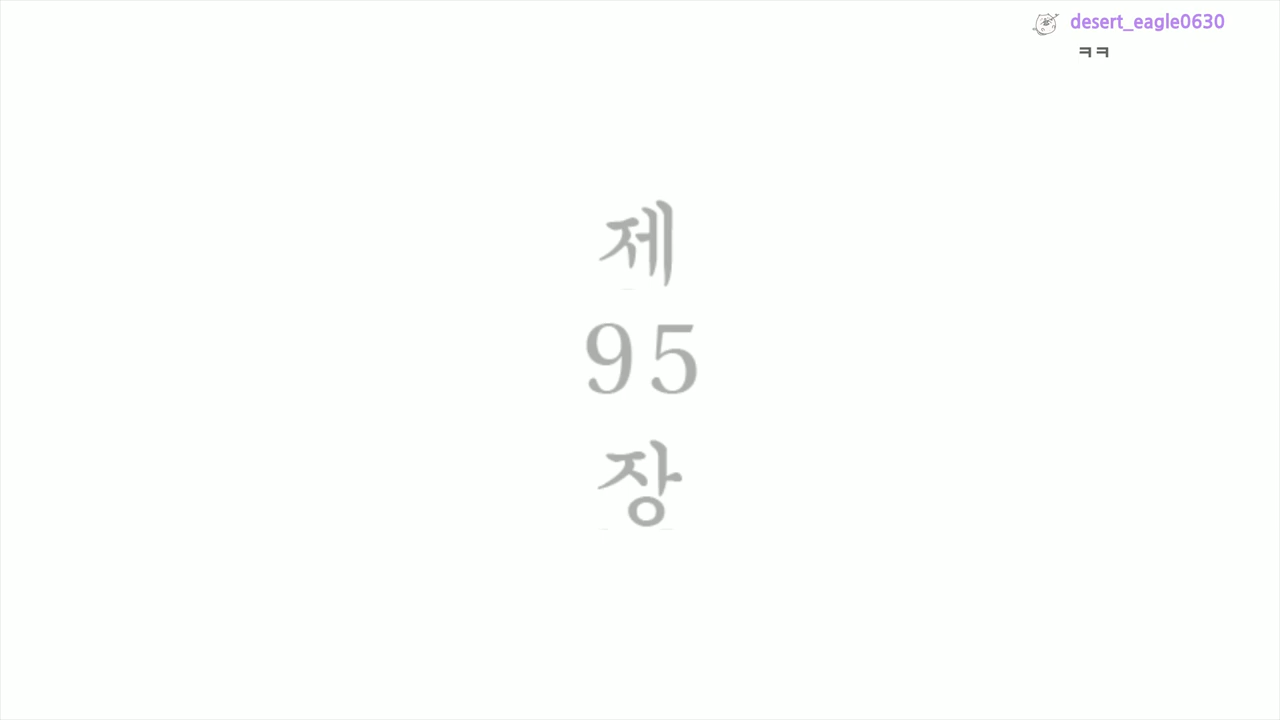 desert_eagle0630
ㅋㅋ
제
95
장